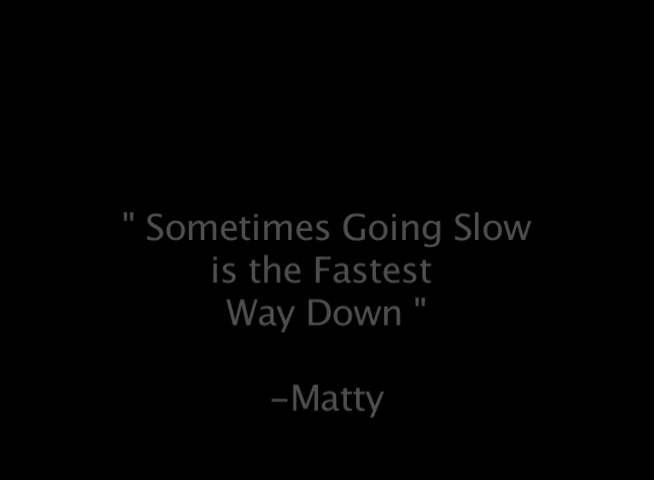 " Sometimes Going Slow
is the Fastest
Way Down "
-Matty